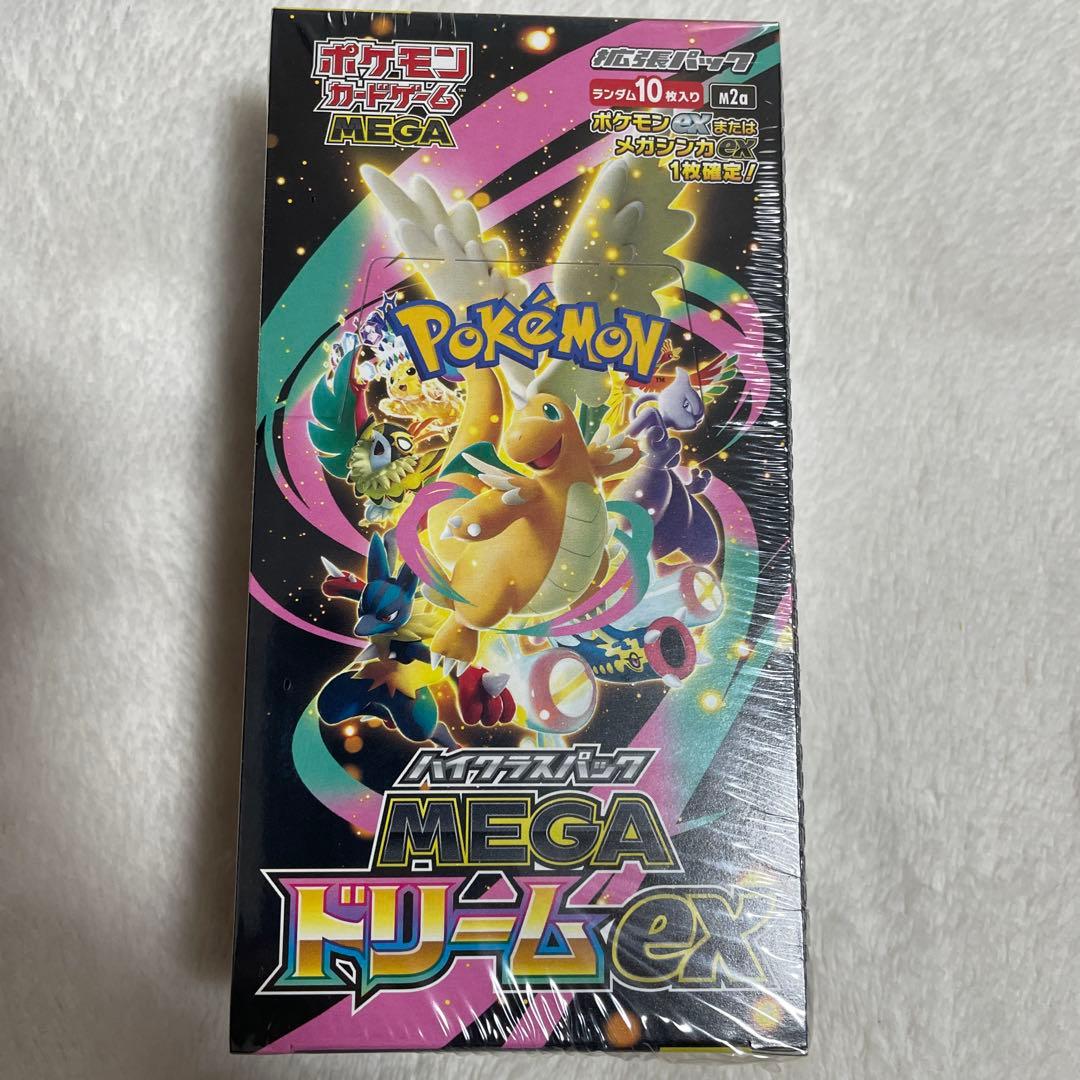 ポケモン
カードゲーム™
MEGA
拡張パック
ランダム10枚入り M2a
ポケモンexまたは
メガシンカex
1枚確定!
POKéMON™
ハイクラスパック
MEGA
ドリームex